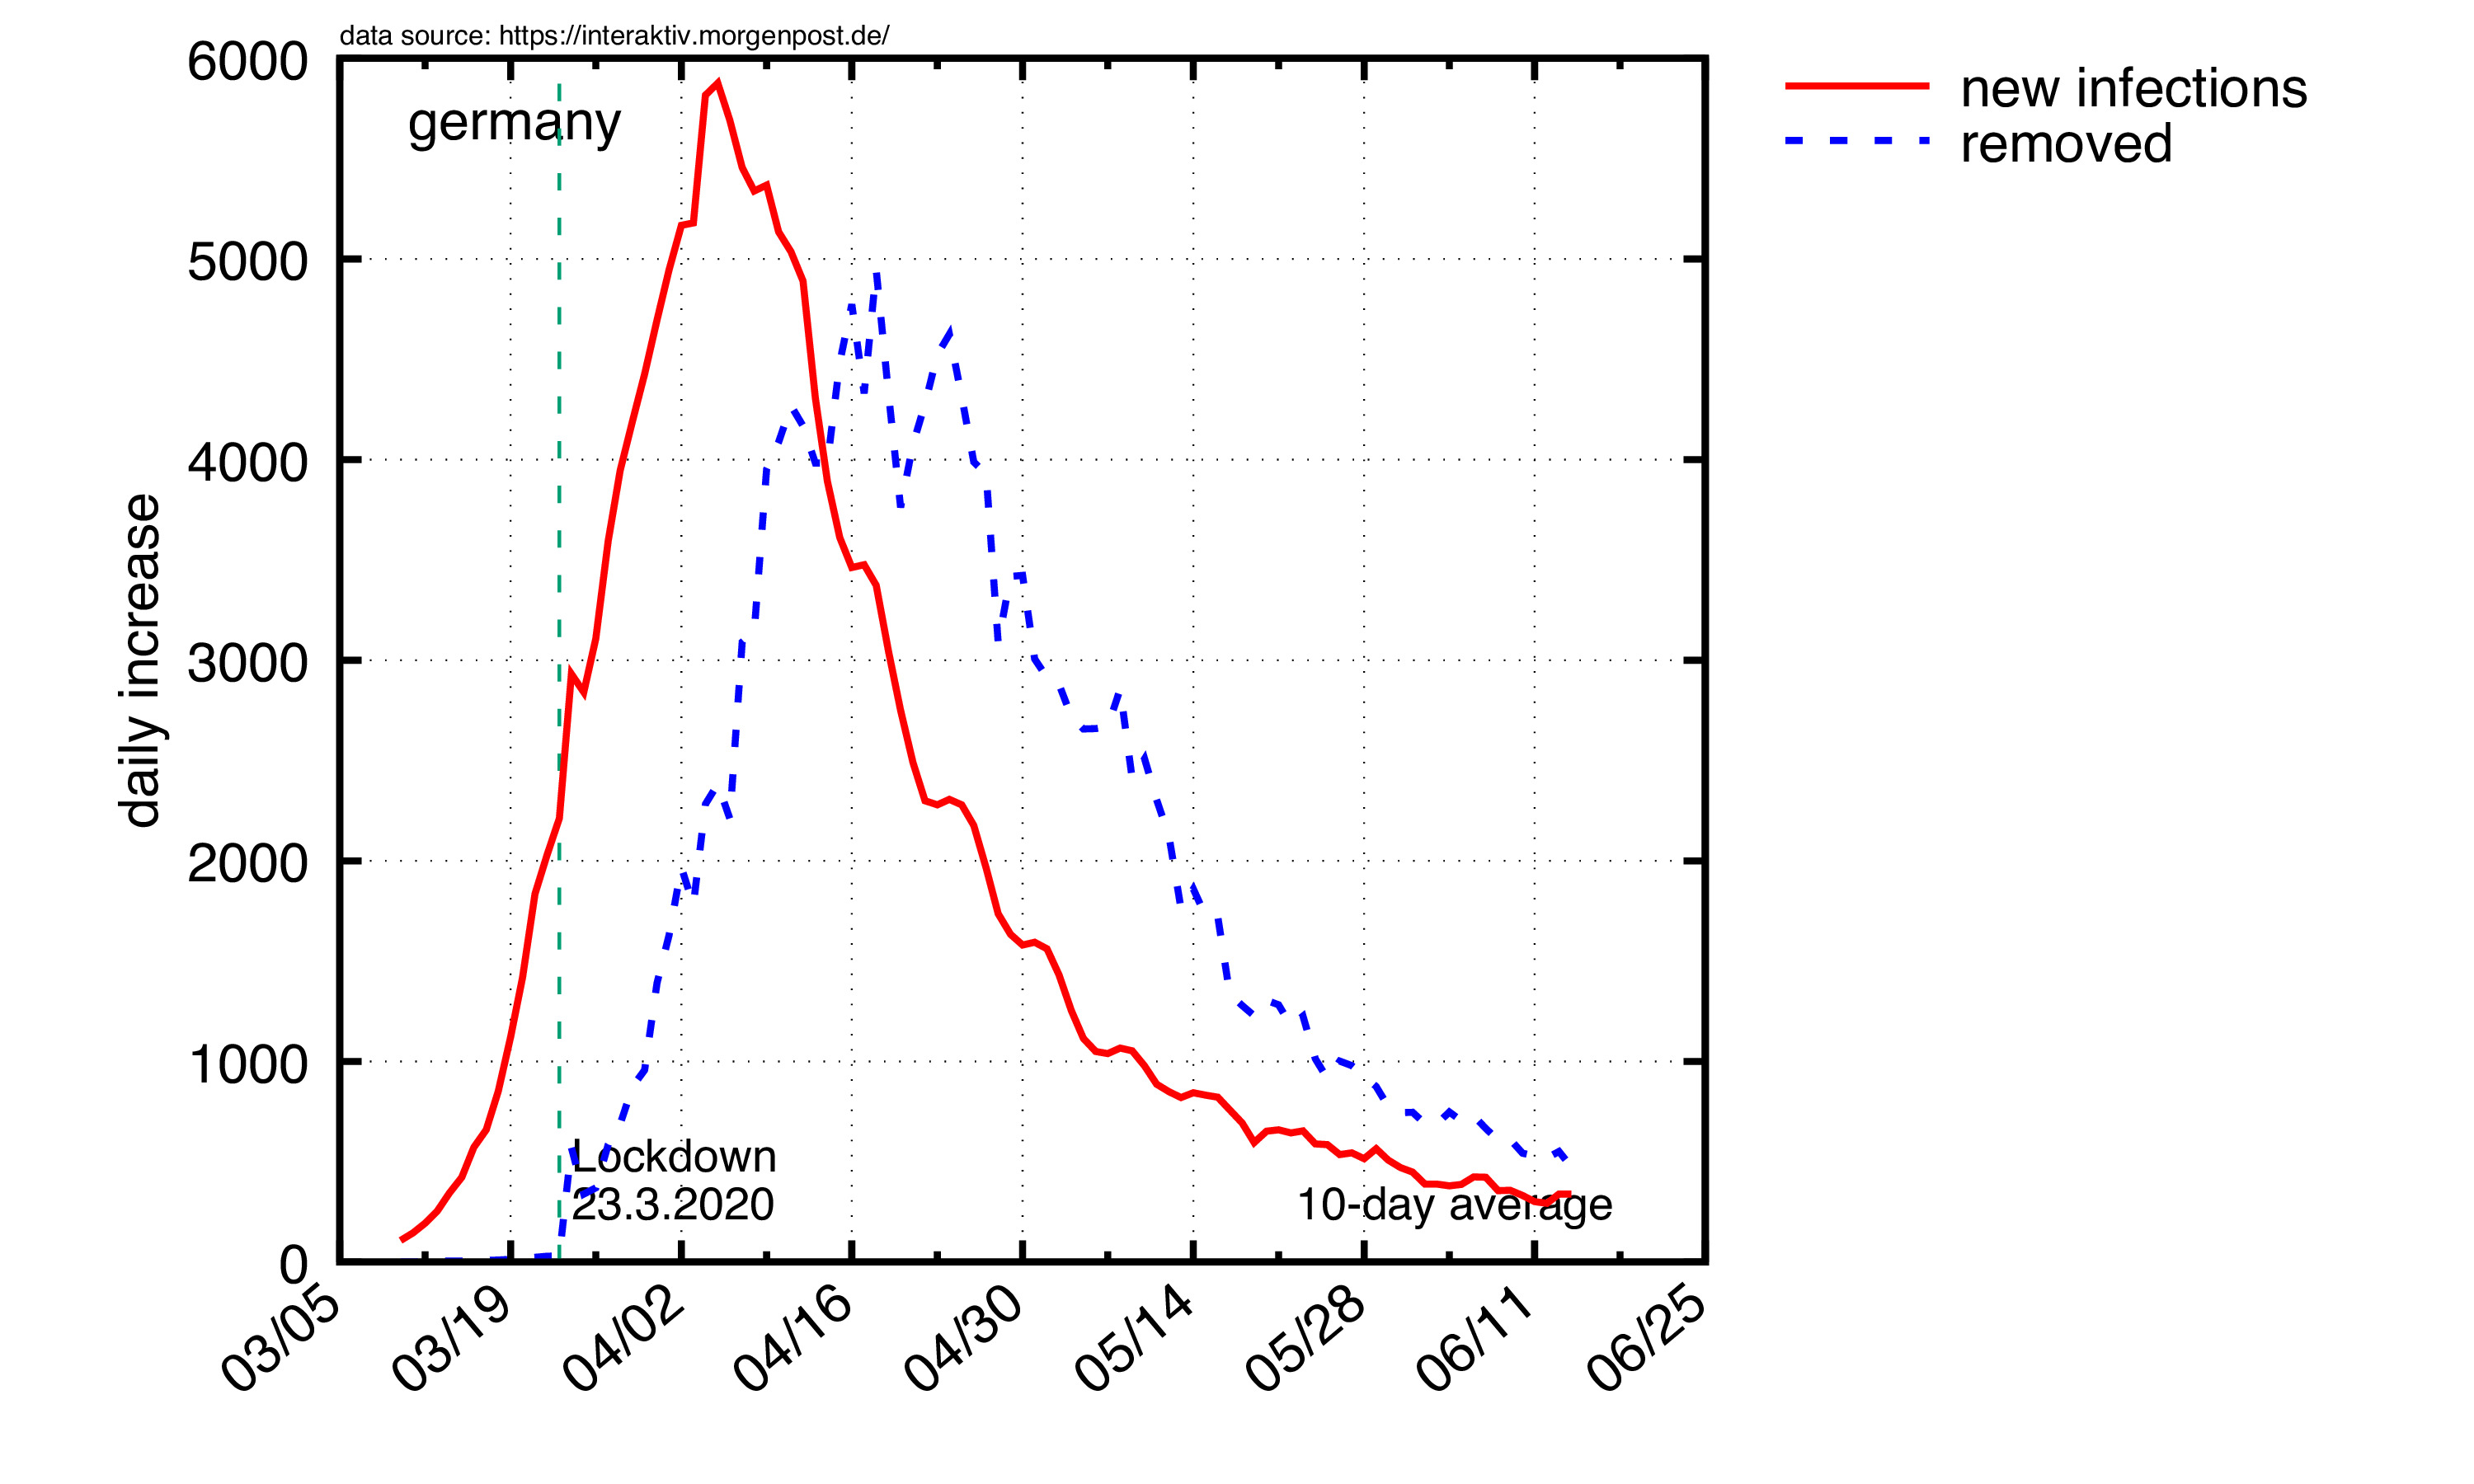 data source: https://interaktiv.morgenpost.de/
germany
new infections
removed
daily increase
6000
5000
4000
3000
2000
1000
0
Lockdown
23.3.2020
10-day average
03/05
03/19
04/02
04/16
04/30
05/14
05/28
06/11
06/25